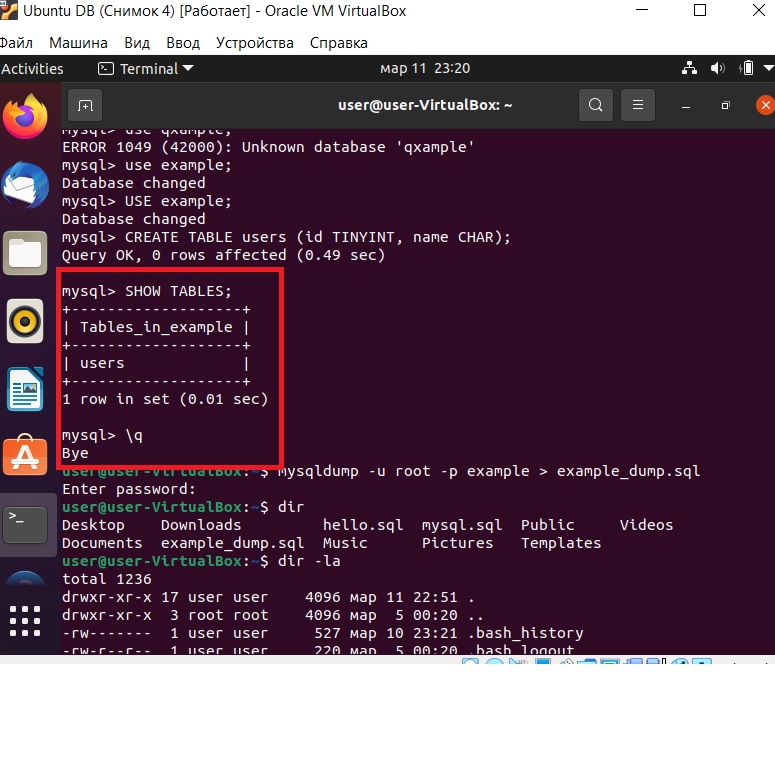 Ubuntu DB (Снимок 4) [Работает] - Oracle VM VirtualBox
Файл Машина Вид Ввод Устройства Справка
Activities Terminal мар 11 23:20
user@user-VirtualBox: ~
mysql> use qxample;
ERROR 1049 (42000): Unknown database 'qxample'
mysql> use example;
Database changed
mysql> USE example;
Database changed
mysql> CREATE TABLE users (id TINYINT, name CHAR);
Query OK, 0 rows affected (0.49 sec)
mysql> SHOW TABLES;
+-------------------+
| Tables_in_example |
+-------------------+
| users             |
+-------------------+
1 row in set (0.01 sec)
mysql> \q
Bye
user@user-VirtualBox:~$ mysqldump -u root -p example > example_dump.sql
Enter password:
user@user-VirtualBox:~$ dir
Desktop    Downloads         hello.sql  mysql.sql  Public     Videos
Documents  example_dump.sql  Music      Pictures   Templates
user@user-VirtualBox:~$ dir -la
total 1236
drwxr-xr-x 17 user user    4096 мар 11 22:51 .
drwxr-xr-x  3 root root    4096 мар  5 00:20 ..
-rw-------  1 user user     527 мар 10 23:21 .bash_history
-rw-r--r--  1 user user     220 мар  5 00:20 .bash_logout